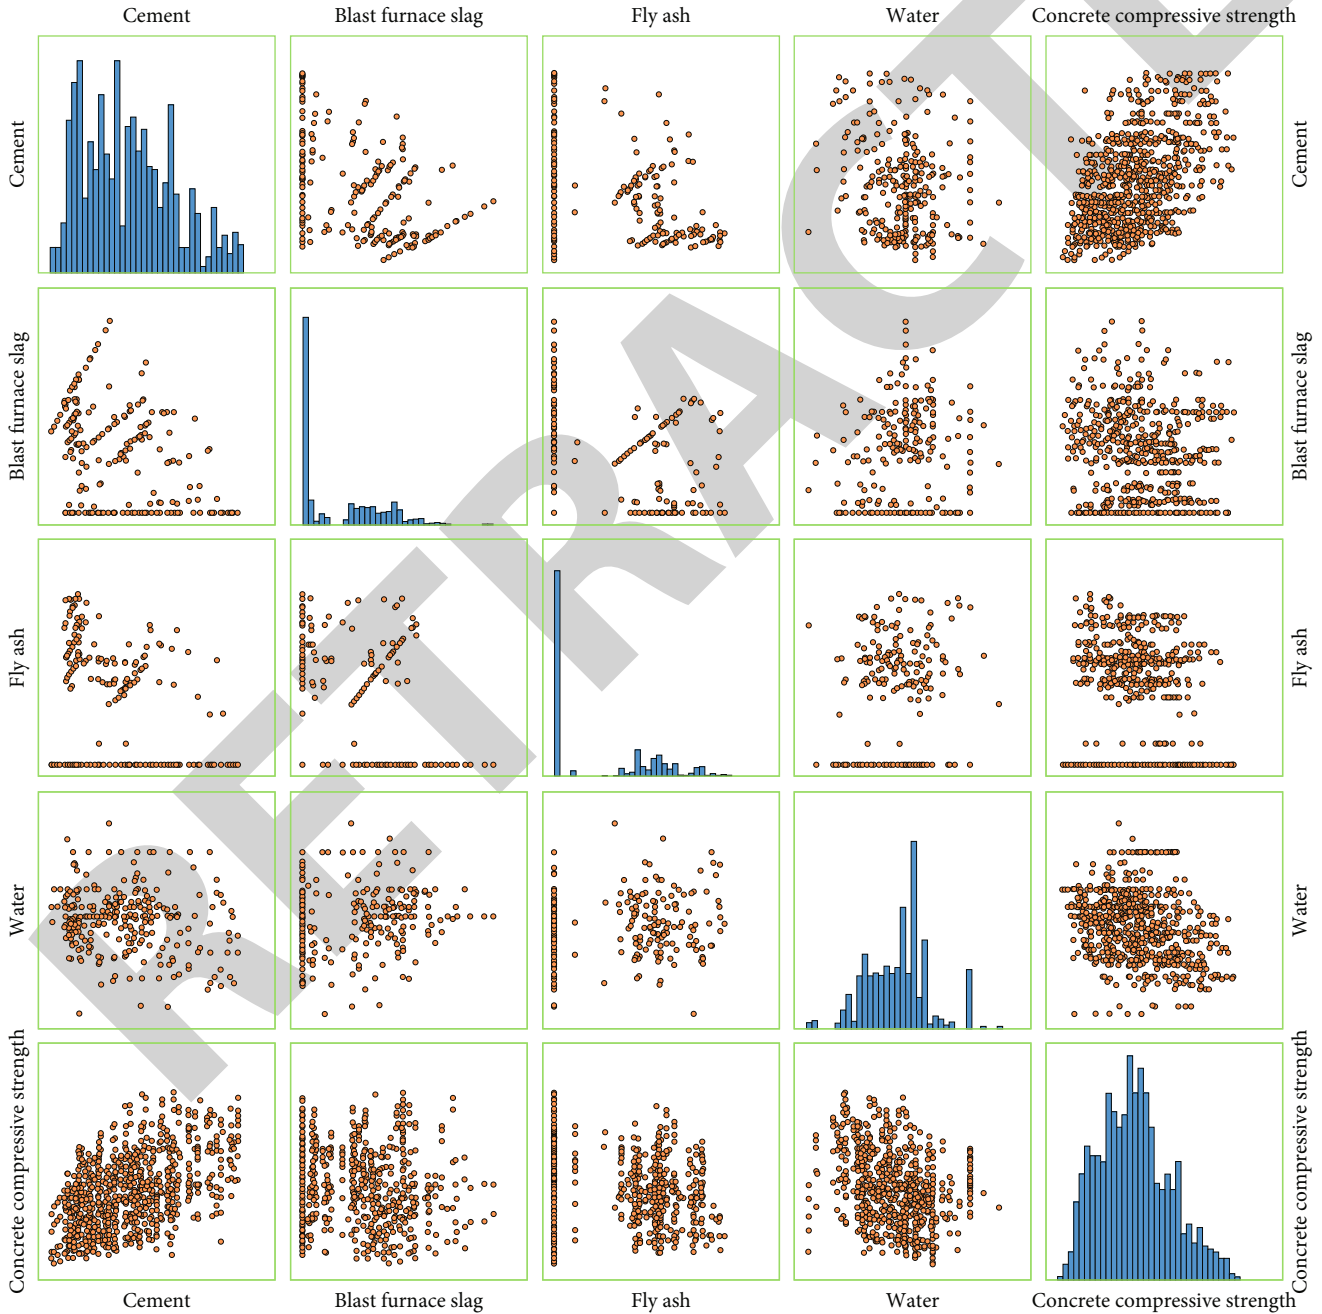 Cement Blast furnace slag Fly ash Water Concrete compressive strength
Cement Cement
Blast furnace slag Blast furnace slag
Fly ash Fly ash
Water Water
Concrete compressive strength Concrete compressive strength
Cement Blast furnace slag Fly ash Water Concrete compressive strength
RETRACTE